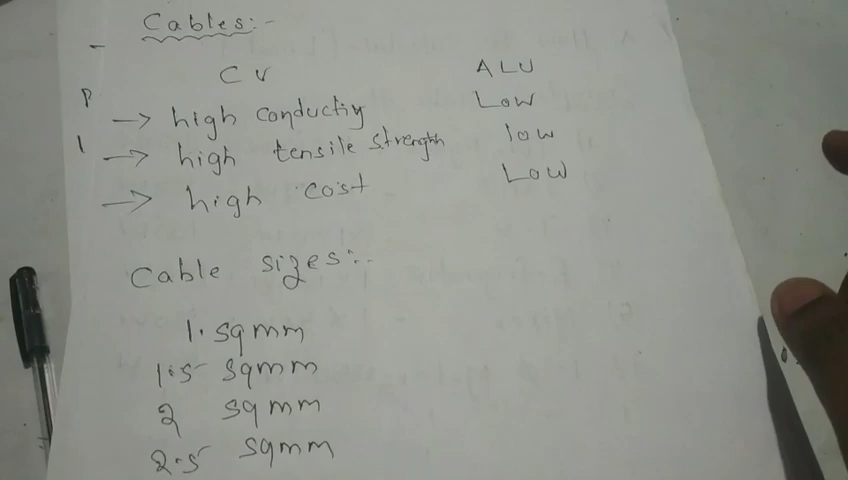 Cables:-
CU ALU
P
→ high conductiy Low
l → high tensile strength low
→ high cost Low
Cable sizes:-
1. sqmm
1.5 sqmm
2 sqmm
2.5 sqmm